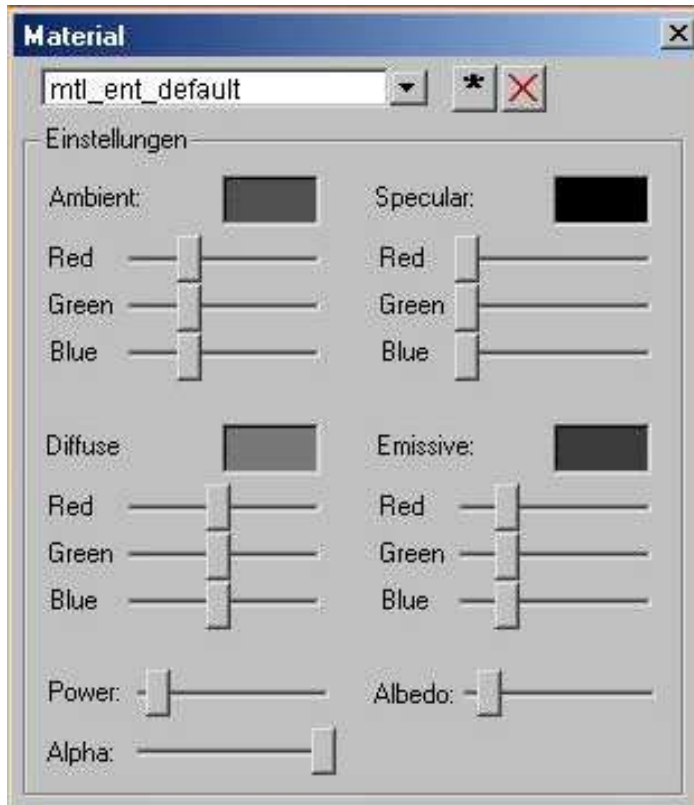 Material
mtl_ent_default
Einstellungen
Ambient:
Specular:
Red
Red
Green
Green
Blue
Blue
Diffuse
Emissive:
Red
Red
Green
Green
Blue
Blue
Power:
Albedo:
Alpha: